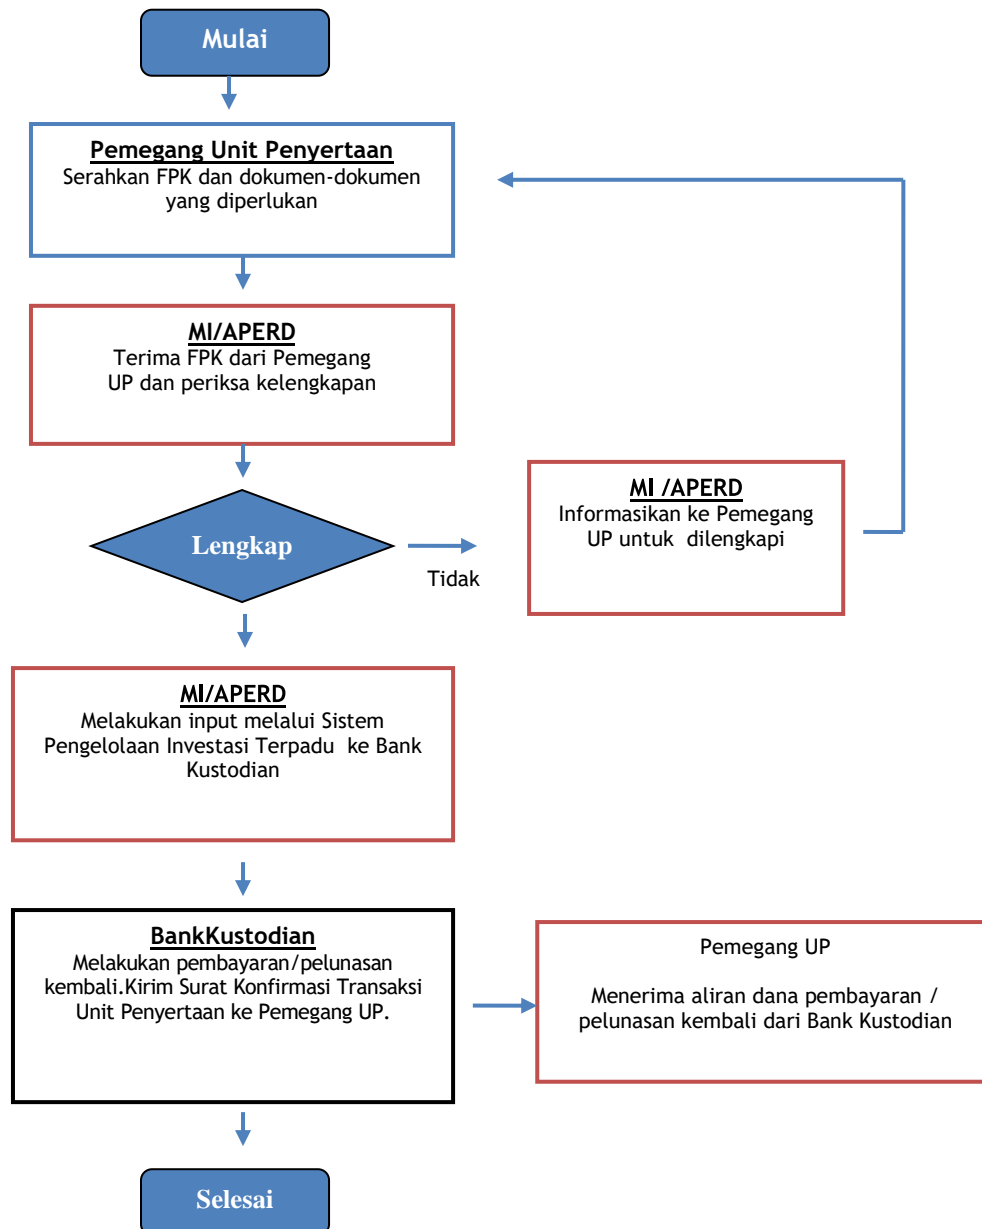 Mulai
Pemegang Unit Penyertaan
Serahkan FPK dan dokumen-dokumen
yang diperlukan
MI/APERD
Terima FPK dari Pemegang
UP dan periksa kelengkapan
Lengkap
Tidak
MI /APERD
Informasikan ke Pemegang
UP untuk dilengkapi
MI/APERD
Melakukan input melalui Sistem
Pengelolaan Investasi Terpadu ke Bank
Kustodian
BankKustodian
Melakukan pembayaran/pelunasan
kembali.Kirim Surat Konfirmasi Transaksi
Unit Penyertaan ke Pemegang UP.
Pemegang UP
Menerima aliran dana pembayaran /
pelunasan kembali dari Bank Kustodian
Selesai